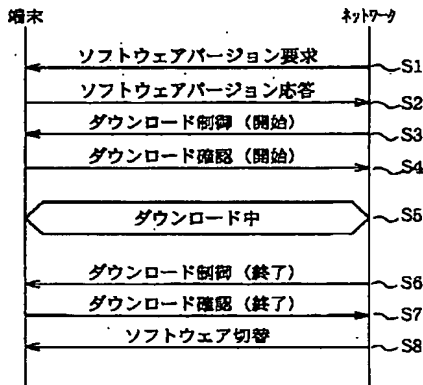 端末 ネットワータ
ソフトウェアバージョン要求 S1
ソフトウェアバージョン応答 S2
ダウンロード制御（開始） S3
ダウンロード確認（開始） S4
ダウンロード中 S5
ダウンロード制御（終了） S6
ダウンロード確認（終了） S7
ソフトウェア切替 S8